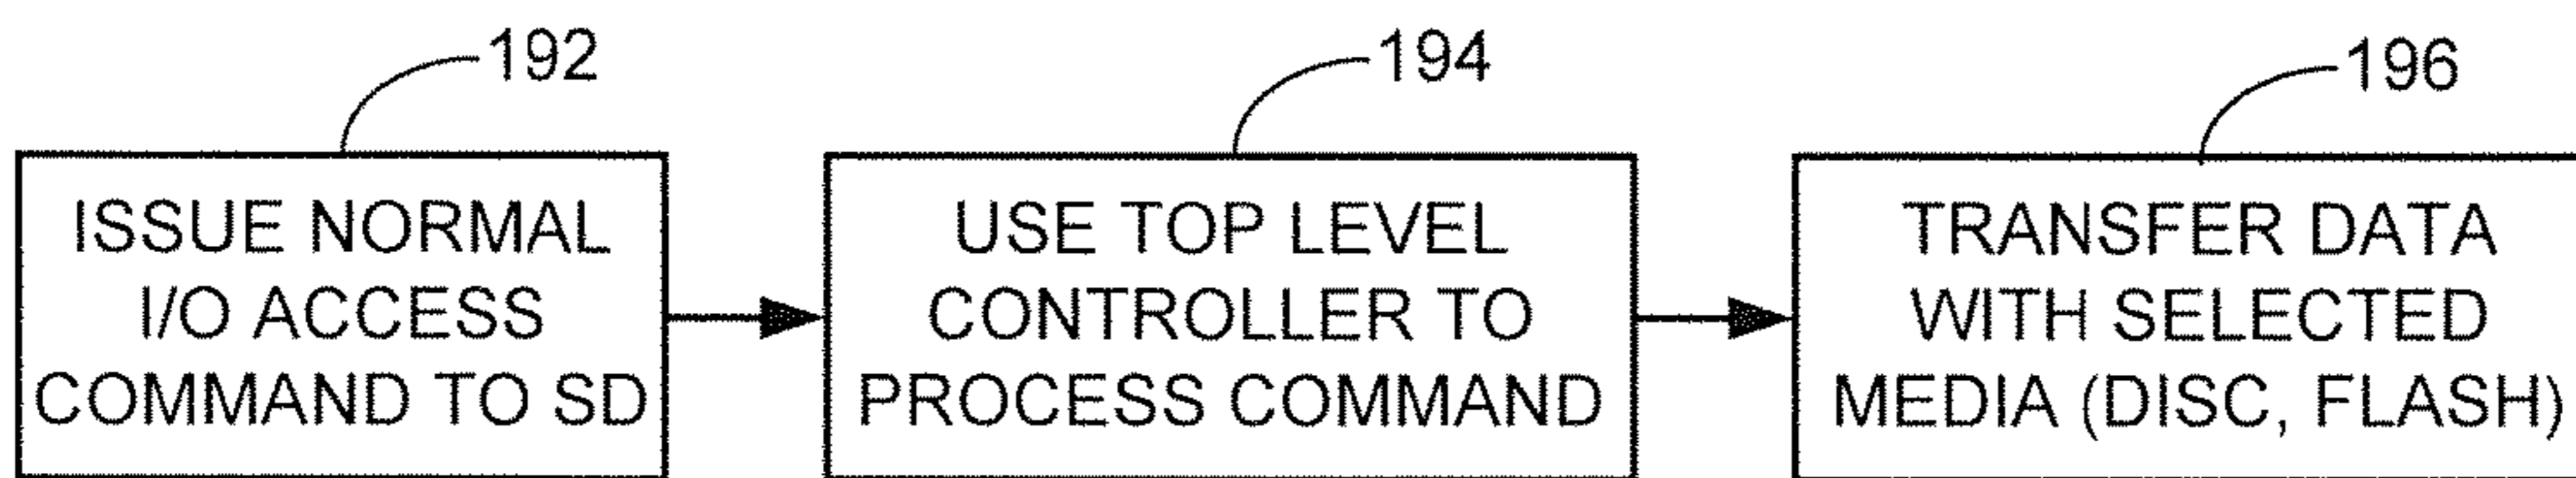 192
194
196
ISSUE NORMAL
I/O ACCESS
COMMAND TO SD
USE TOP LEVEL
CONTROLLER TO
PROCESS COMMAND
TRANSFER DATA
WITH SELECTED
MEDIA (DISC, FLASH)